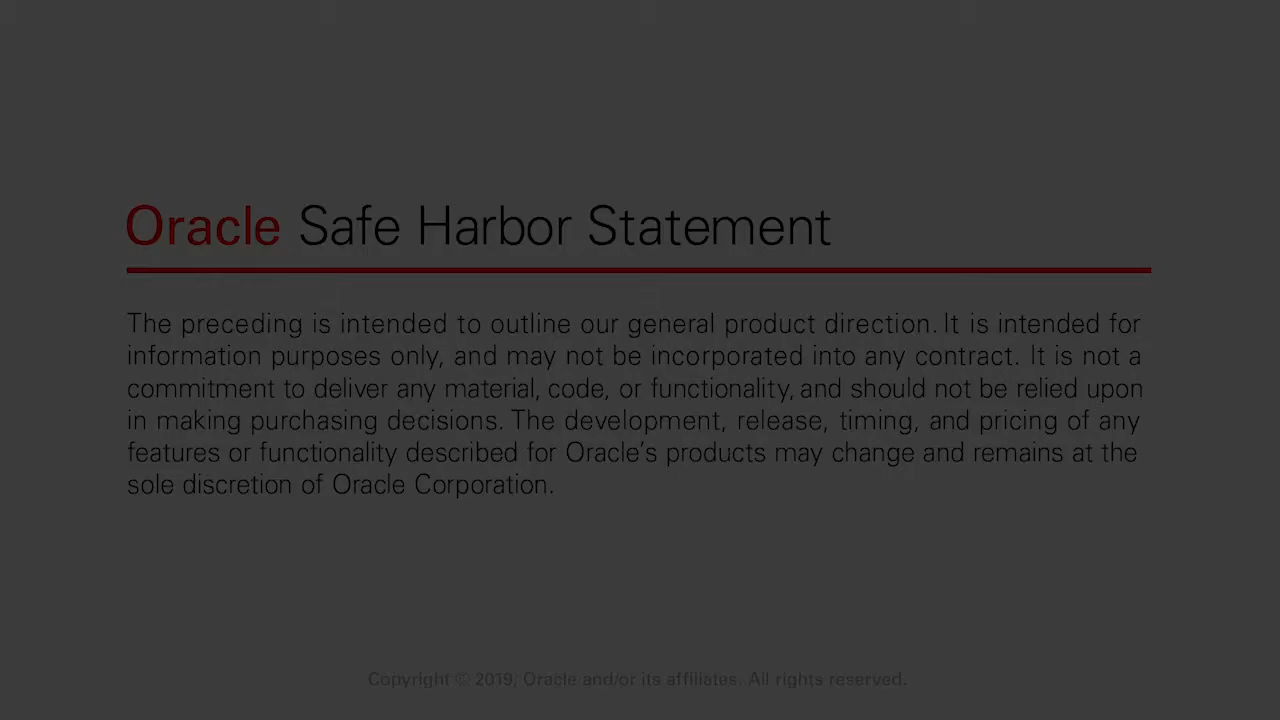 Oracle Safe Harbor Statement
The preceding is intended to outline our general product direction. It is intended for
information purposes only, and may not be incorporated into any contract. It is not a
commitment to deliver any material, code, or functionality, and should not be relied upon
in making purchasing decisions. The development, release, timing, and pricing of any
features or functionality described for Oracle’s products may change and remains at the
sole discretion of Oracle Corporation.
Copyright © 2019, Oracle and/or its affiliates. All rights reserved.